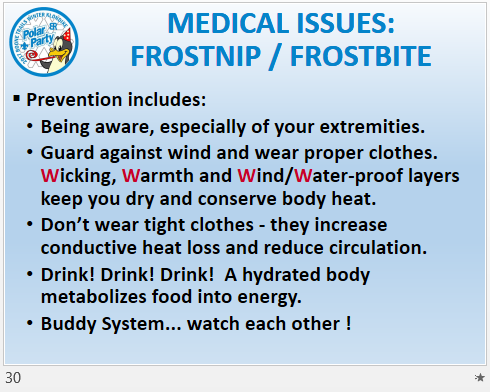 Polar
Party
MEDICAL ISSUES:
FROSTNIP / FROSTBITE
▪ Prevention includes:
• Being aware, especially of your extremities.
• Guard against wind and wear proper clothes.
Wicking, Warmth and Wind/Water-proof layers
keep you dry and conserve body heat.
• Don’t wear tight clothes - they increase
conductive heat loss and reduce circulation.
• Drink! Drink! Drink!  A hydrated body
metabolizes food into energy.
• Buddy System... watch each other !
30